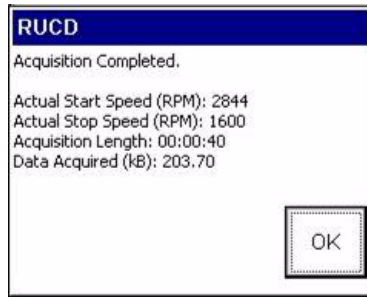 RUCD
Acquisition Completed.
Actual Start Speed (RPM): 2844
Actual Stop Speed (RPM): 1600
Acquisition Length: 00:00:40
Data Acquired (kB): 203.70
OK